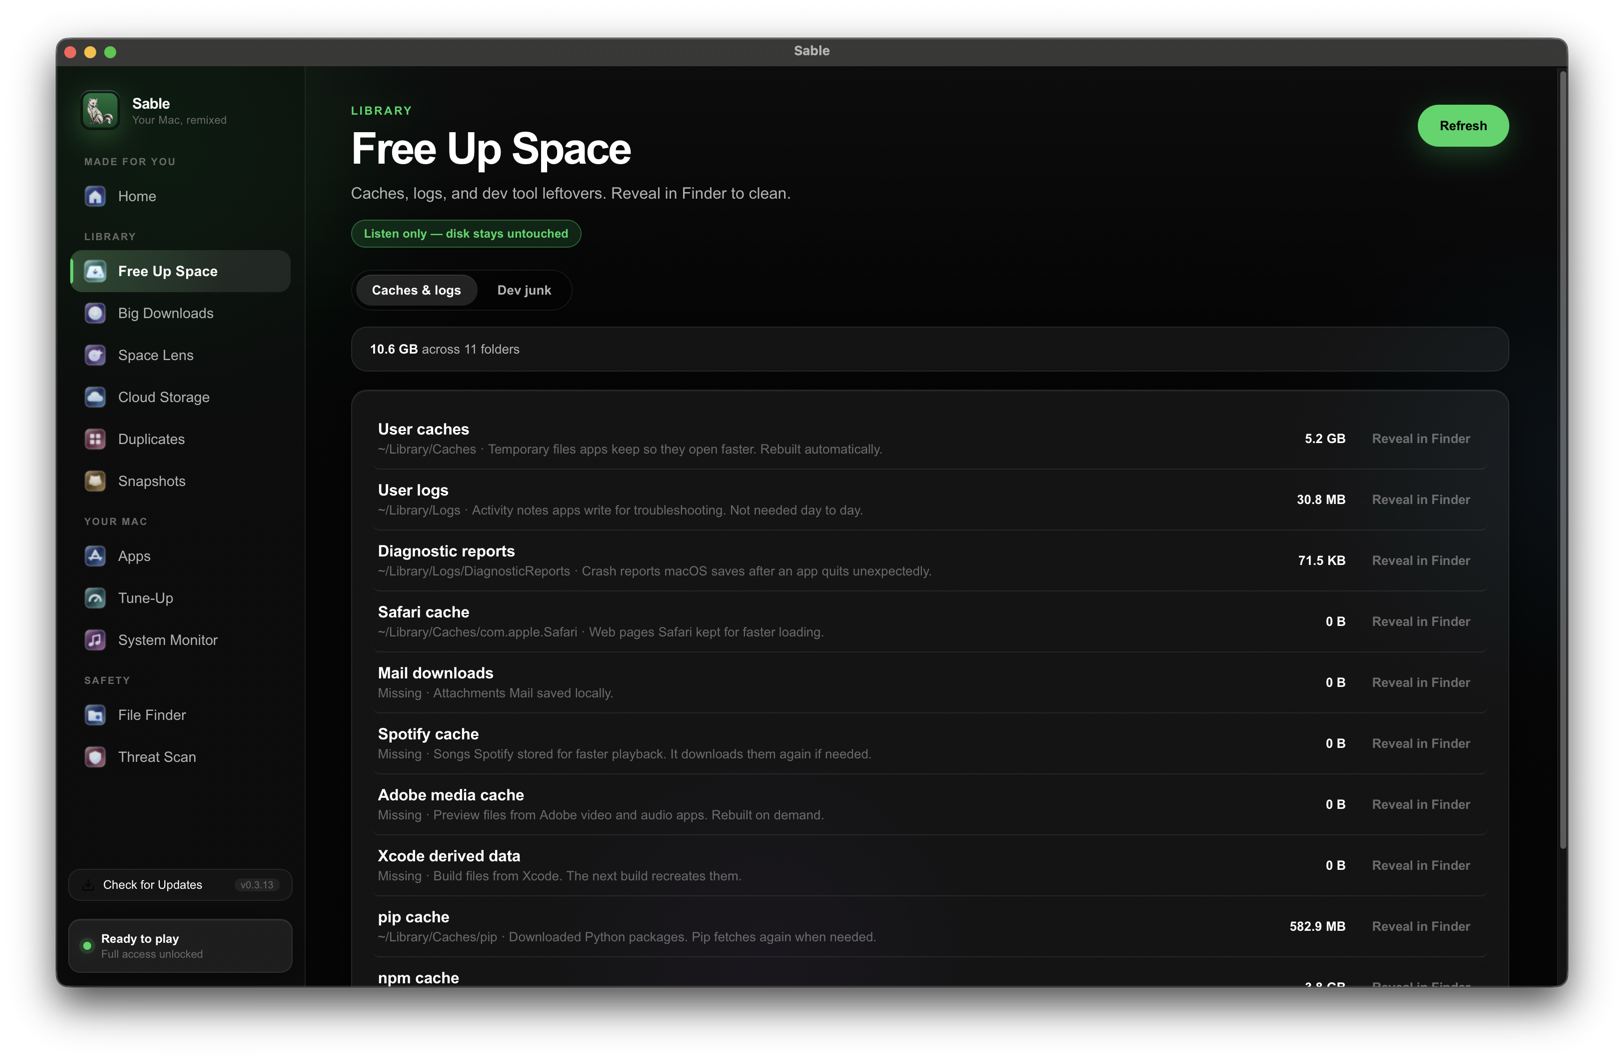 Sable
Sable
Your Mac, remixed
MADE FOR YOU
Home
LIBRARY
Free Up Space
Big Downloads
Space Lens
Cloud Storage
Duplicates
Snapshots
YOUR MAC
Apps
Tune-Up
System Monitor
SAFETY
File Finder
Threat Scan
Check for Updates v0.3.13
Ready to play
Full access unlocked
LIBRARY
Free Up Space
Caches, logs, and dev tool leftovers. Reveal in Finder to clean.
Listen only — disk stays untouched
Refresh
Caches & logs Dev junk
10.6 GB across 11 folders
User caches
~/Library/Caches · Temporary files apps keep so they open faster. Rebuilt automatically.
5.2 GB Reveal in Finder
User logs
~/Library/Logs · Activity notes apps write for troubleshooting. Not needed day to day.
30.8 MB Reveal in Finder
Diagnostic reports
~/Library/Logs/DiagnosticReports · Crash reports macOS saves after an app quits unexpectedly.
71.5 KB Reveal in Finder
Safari cache
~/Library/Caches/com.apple.Safari · Web pages Safari kept for faster loading.
0 B Reveal in Finder
Mail downloads
Missing · Attachments Mail saved locally.
0 B Reveal in Finder
Spotify cache
Missing · Songs Spotify stored for faster playback. It downloads them again if needed.
0 B Reveal in Finder
Adobe media cache
Missing · Preview files from Adobe video and audio apps. Rebuilt on demand.
0 B Reveal in Finder
Xcode derived data
Missing · Build files from Xcode. The next build recreates them.
0 B Reveal in Finder
pip cache
~/Library/Caches/pip · Downloaded Python packages. Pip fetches again when needed.
582.9 MB Reveal in Finder
npm cache
Reveal in Finder